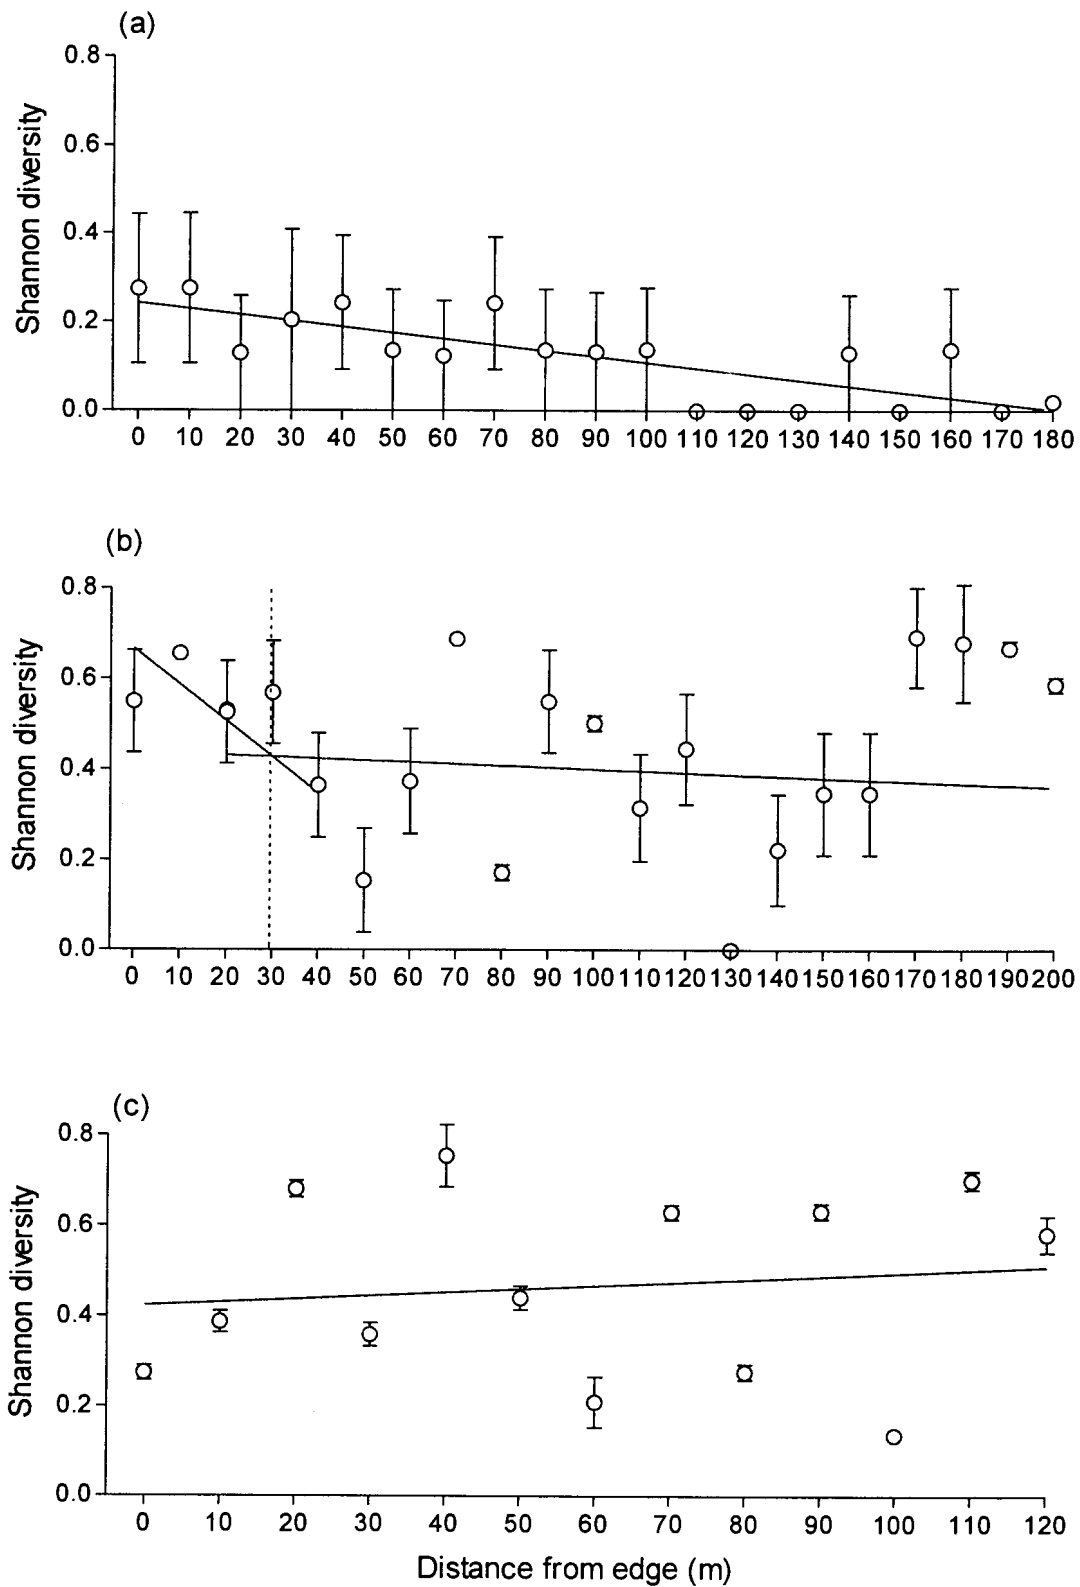 (a)
0.8
0.6
0.4
0.2
0.0
Shannon diversity
0 10 20 30 40 50 60 70 80 90 100 110 120 130 140 150 160 170 180
(b)
0.8
0.6
0.4
0.2
0.0
Shannon diversity
0 10 20 30 40 50 60 70 80 90 100 110 120 130 140 150 160 170 180 190 200
(c)
0.8
0.6
0.4
0.2
0.0
Shannon diversity
0 10 20 30 40 50 60 70 80 90 100 110 120
Distance from edge (m)